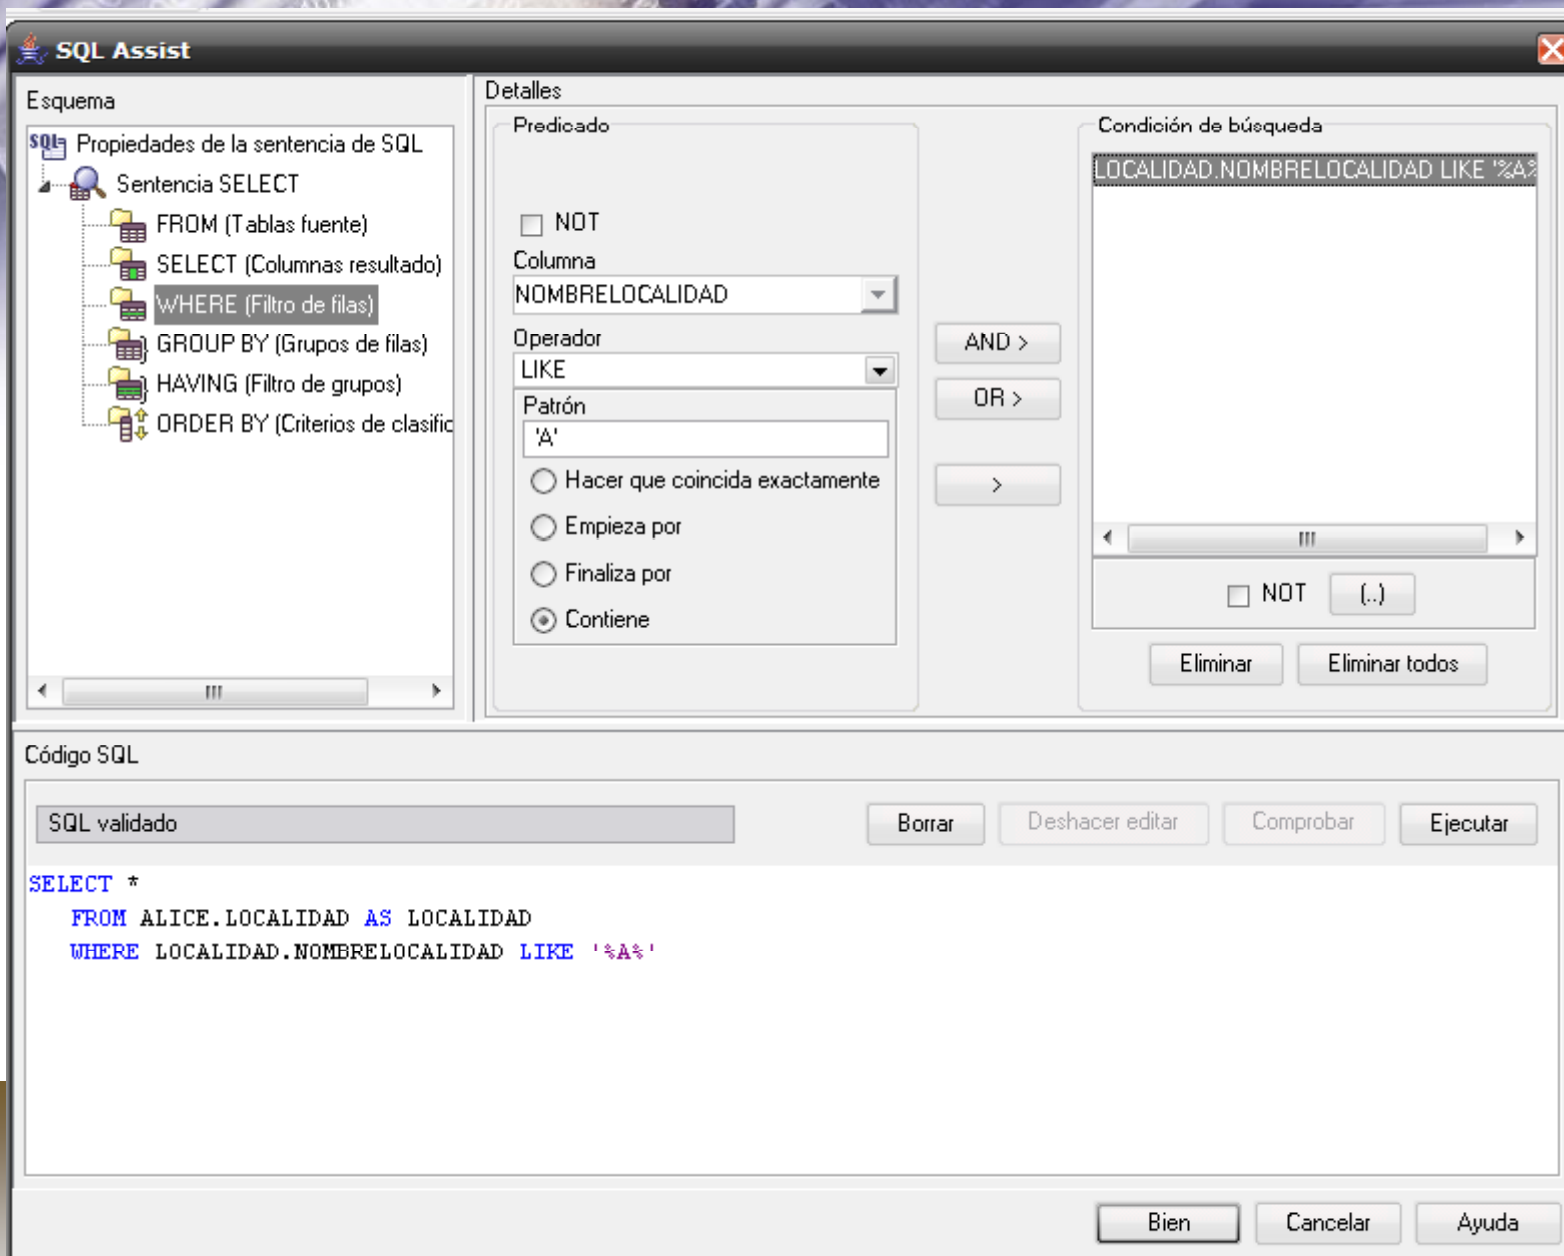 SQL Assist
Esquema
Propiedades de la sentencia de SQL
Sentencia SELECT
FROM (Tablas fuente)
SELECT (Columnas resultado)
WHERE (Filtro de filas)
GROUP BY (Grupos de filas)
HAVING (Filtro de grupos)
ORDER BY (Criterios de clasific
Detalles
Predicado
NOT
Columna
NOMBRELOCALIDAD
Operador
LIKE
Patrón
'A'
Hacer que coincida exactamente
Empieza por
Finaliza por
Contiene
AND >
OR >
>
Condición de búsqueda
LOCALIDAD.NOMBRELOCALIDAD LIKE '%A%
NOT (..)
Eliminar Eliminar todos
Código SQL
SQL validado
Borrar Deshacer editar Comprobar Ejecutar
SELECT *
FROM ALICE.LOCALIDAD AS LOCALIDAD
WHERE LOCALIDAD.NOMBRELOCALIDAD LIKE '%A%'
Bien Cancelar Ayuda